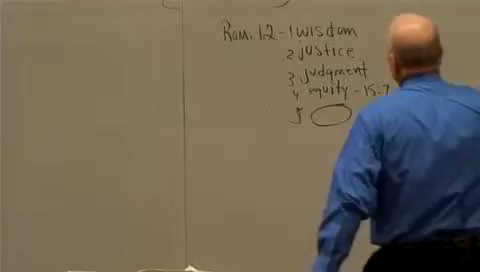 Rom. 12 - 1 wisdom
2 justice
3 judgment
4 equity - 15:7
5